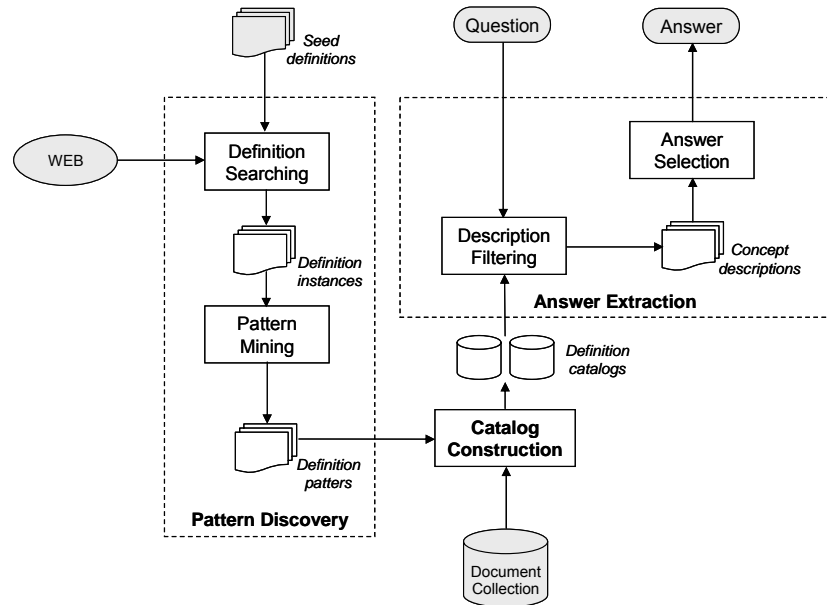 Seed
definitions
Question
Answer
WEB
Definition
Searching
Answer
Selection
Definition
instances
Description
Filtering
Concept
descriptions
Answer Extraction
Pattern
Mining
Definition
catalogs
Catalog
Construction
Definition
patters
Pattern Discovery
Document
Collection